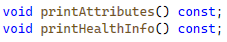 void printAttributes() const;
void printHealthInfo() const;